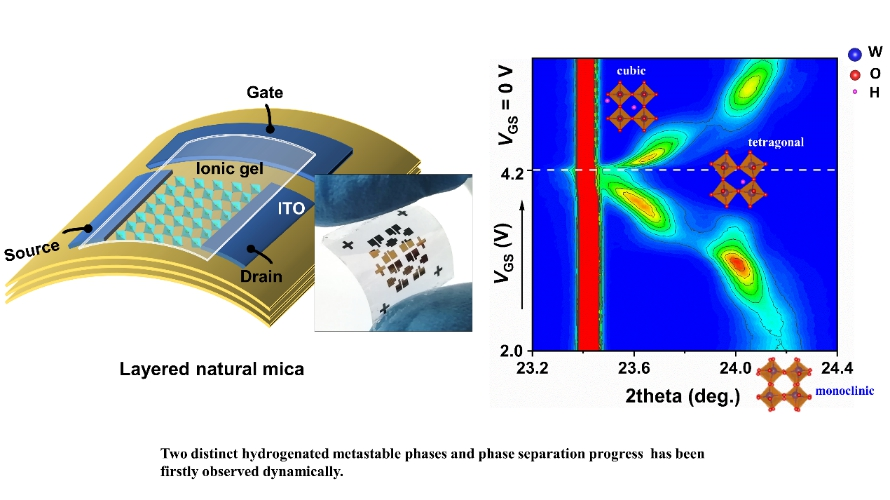 Gate
Ionic gel
ITO
Source
Drain
Layered natural mica
VGS = 0 V
4.2
VGS (V)
2.0
23.2 23.6 24.0 24.4
2theta (deg.)
cubic
tetragonal
monoclinic
W
O
H
Two distinct hydrogenated metastable phases and phase separation progress has been
firstly observed dynamically.